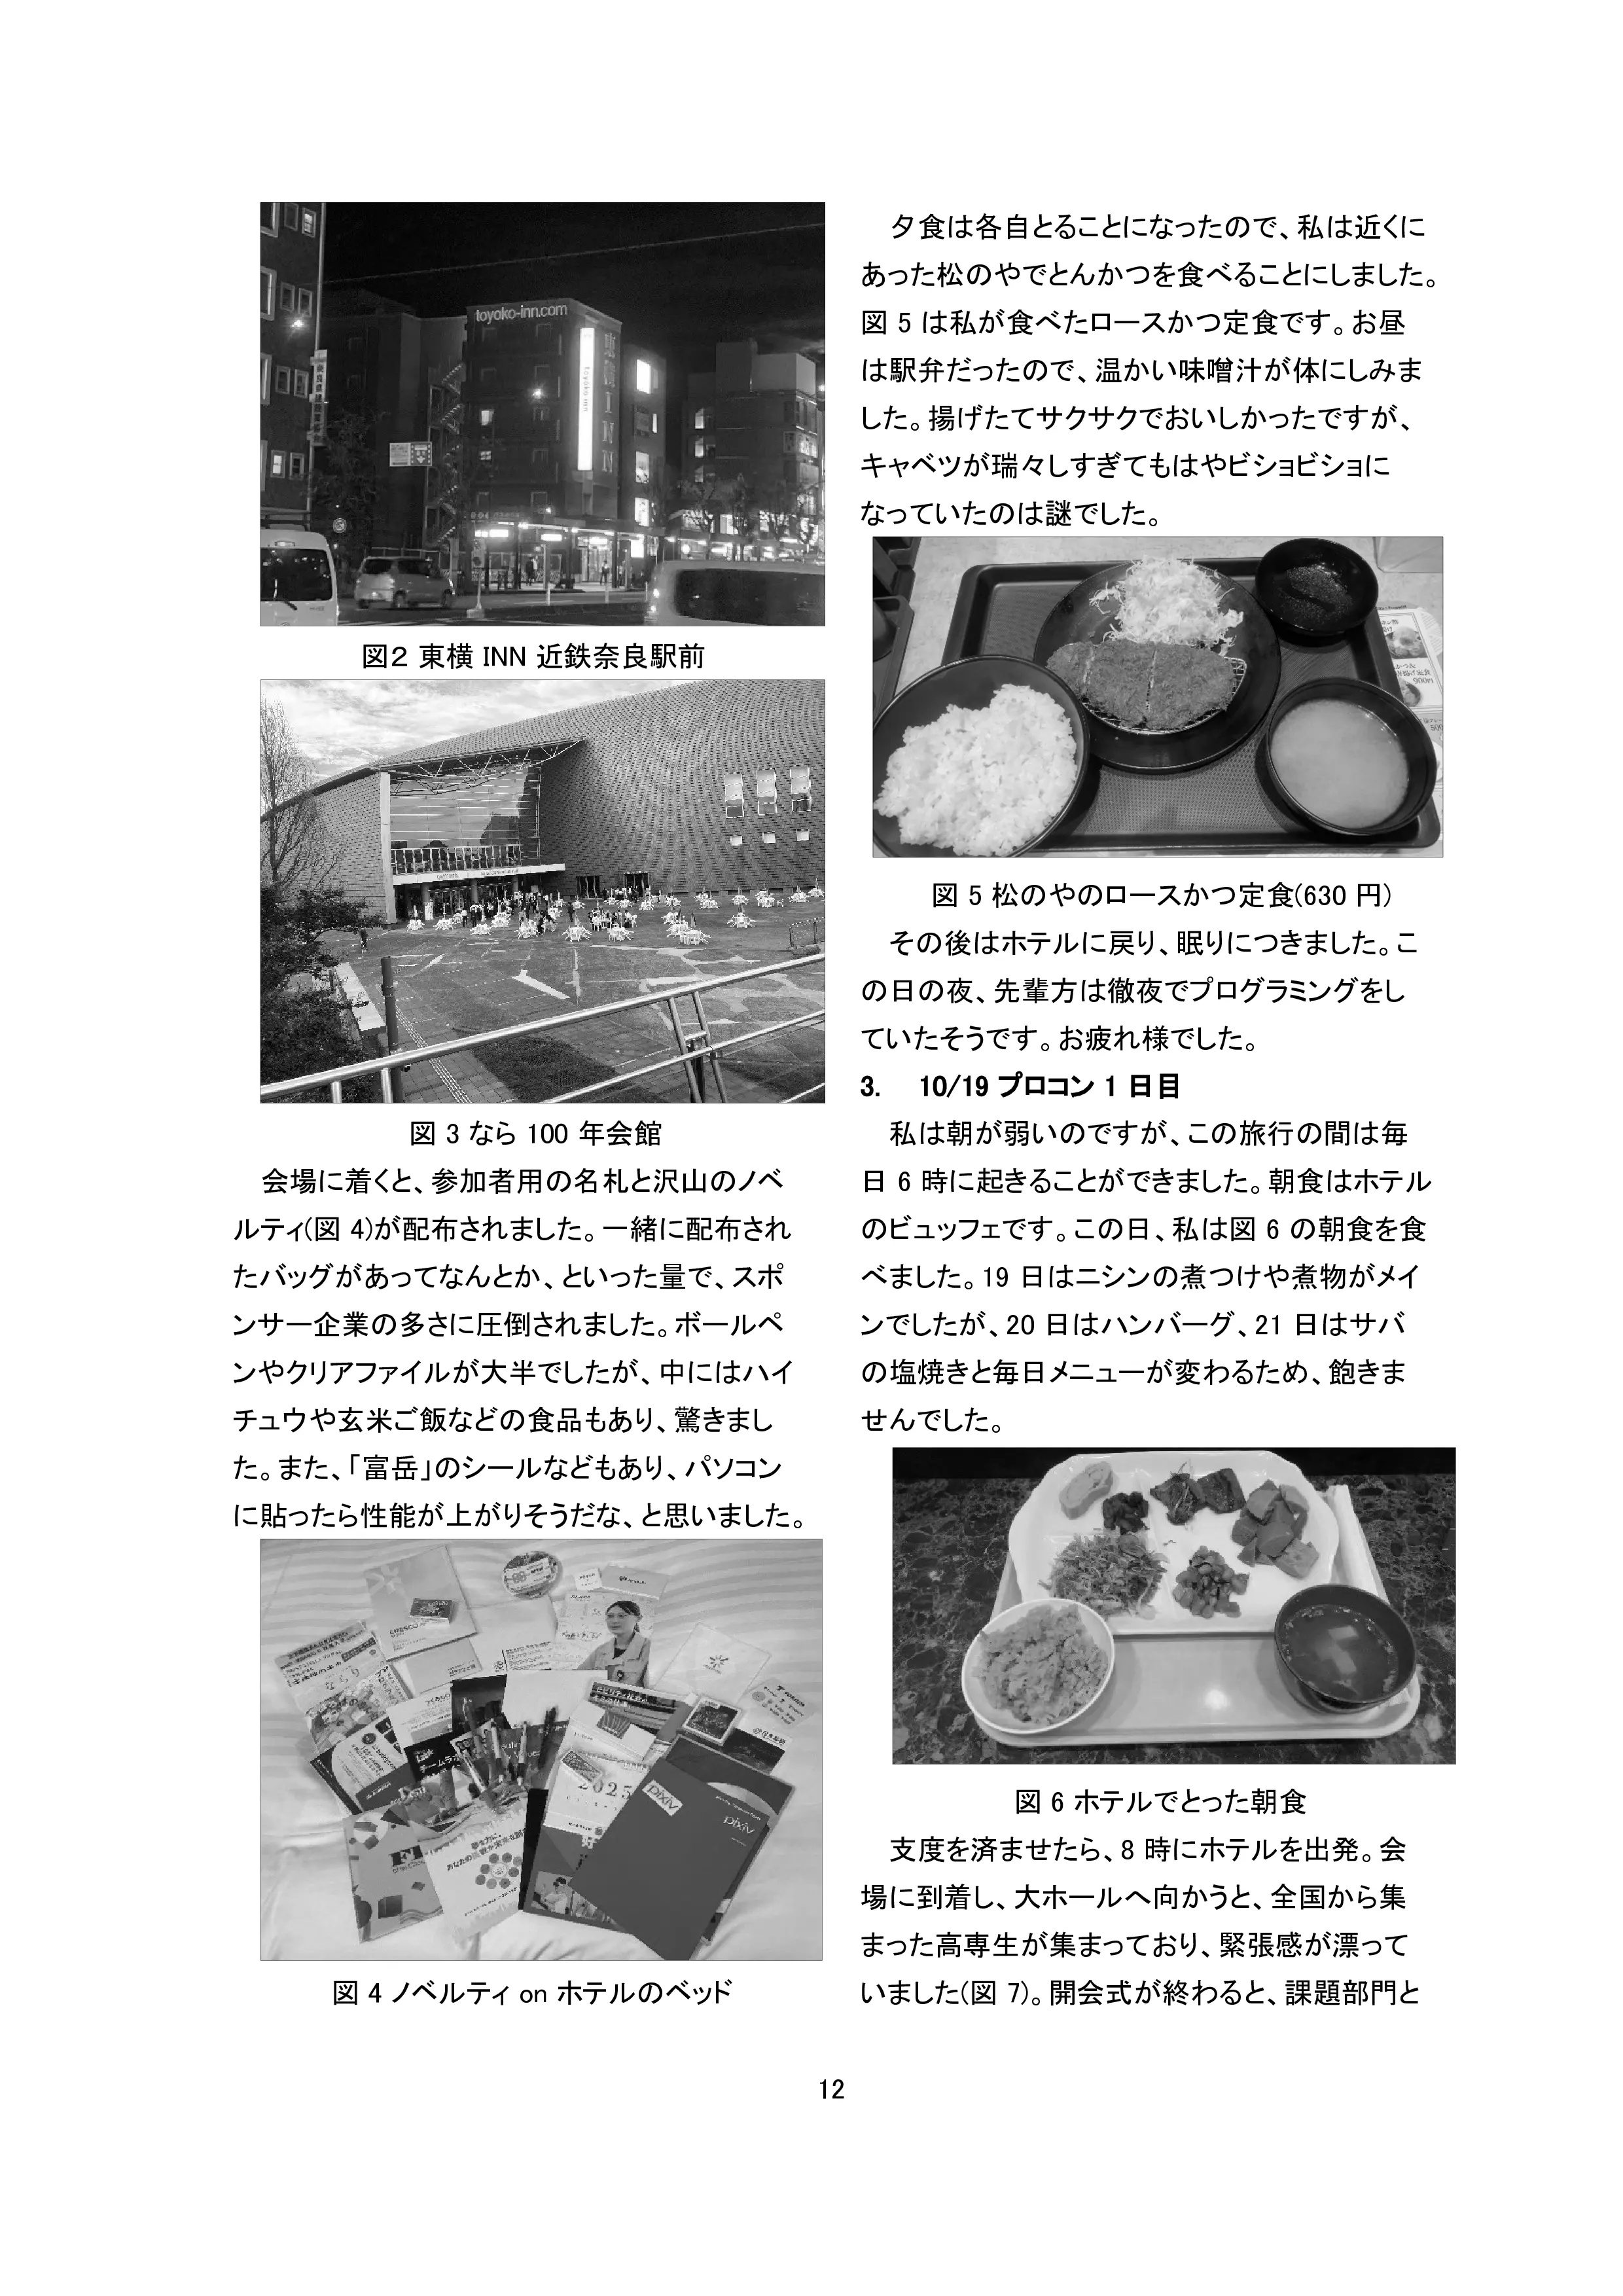 toyoko-inn.com
東横INN
toyoko-inn
図2 東横 INN 近鉄奈良駅前
図 3 なら 100 年会館
会場に着くと、参加者用の名札と沢山のノベ
ルティ(図 4)が配布されました。一緒に配布され
たバッグがあってなんとか、といった量で、スポ
ンサー企業の多さに圧倒されました。ボールペ
ンやクリアファイルが大半でしたが、中にはハイ
チュウや玄米ご飯などの食品もあり、驚きまし
た。また、「富岳」のシールなどもあり、パソコン
に貼ったら性能が上がりそうだな、と思いました。
2025
pixiv
pixiv
図 4 ノベルティ on ホテルのベッド
夕食は各自とることになったので、私は近くに
あった松のやでとんかつを食べることにしました。
図 5 は私が食べたロースかつ定食です。お昼
は駅弁だったので、温かい味噌汁が体にしみま
した。揚げたてサクサクでおいしかったですが、
キャベツが瑞々しすぎてもはやビショビショに
なっていたのは謎でした。
図 5 松のやのロースかつ定食(630 円)
その後はホテルに戻り、眠りにつきました。こ
の日の夜、先輩方は徹夜でプログラミングをし
ていたそうです。お疲れ様でした。
3. 10/19 プロコン 1 日目
私は朝が弱いのですが、この旅行の間は毎
日 6 時に起きることができました。朝食はホテル
のビュッフェです。この日、私は図 6 の朝食を食
べました。19 日はニシンの煮つけや煮物がメイ
ンでしたが、20 日はハンバーグ、21 日はサバ
の塩焼きと毎日メニューが変わるため、飽きま
せんでした。
図 6 ホテルでとった朝食
支度を済ませたら、8 時にホテルを出発。会
場に到着し、大ホールへ向かうと、全国から集
まった高専生が集まっており、緊張感が漂って
いました(図 7)。開会式が終わると、課題部門と
12